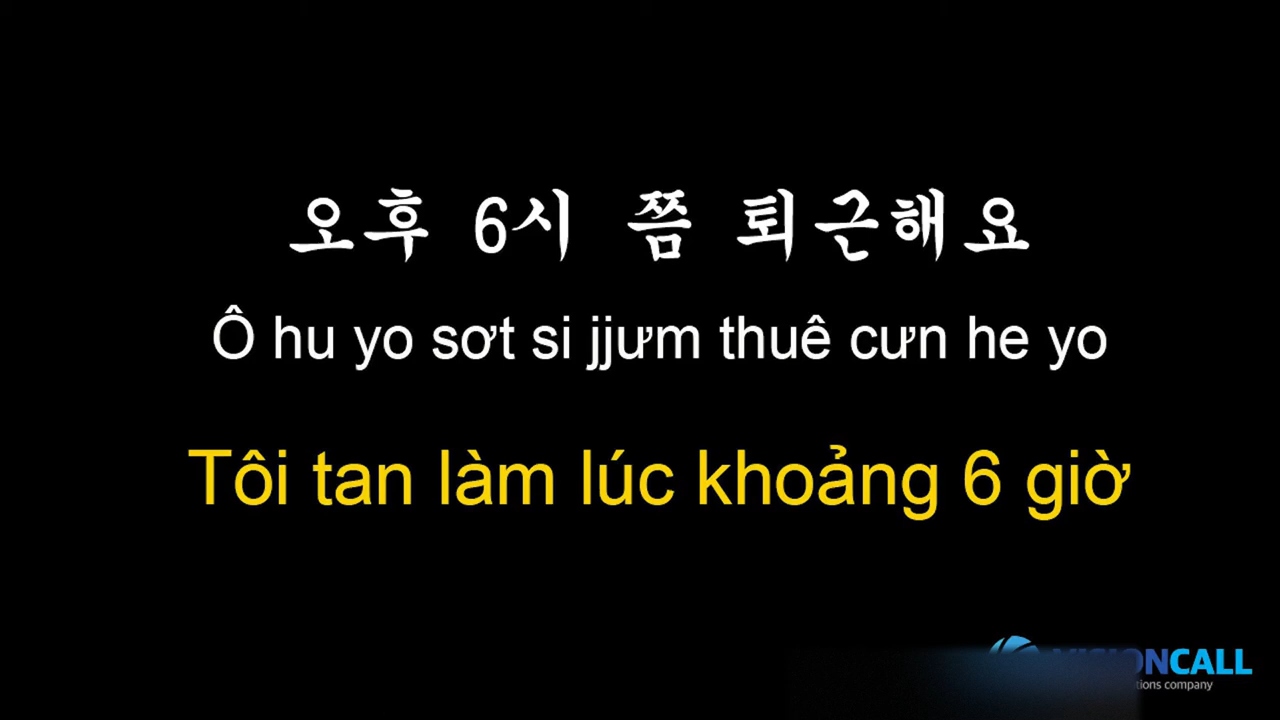 오후 6시 쯤 퇴근해요
Ô hu yo sơt si jjưm thuê cưn he yo
Tôi tan làm lúc khoảng 6 giờ
company